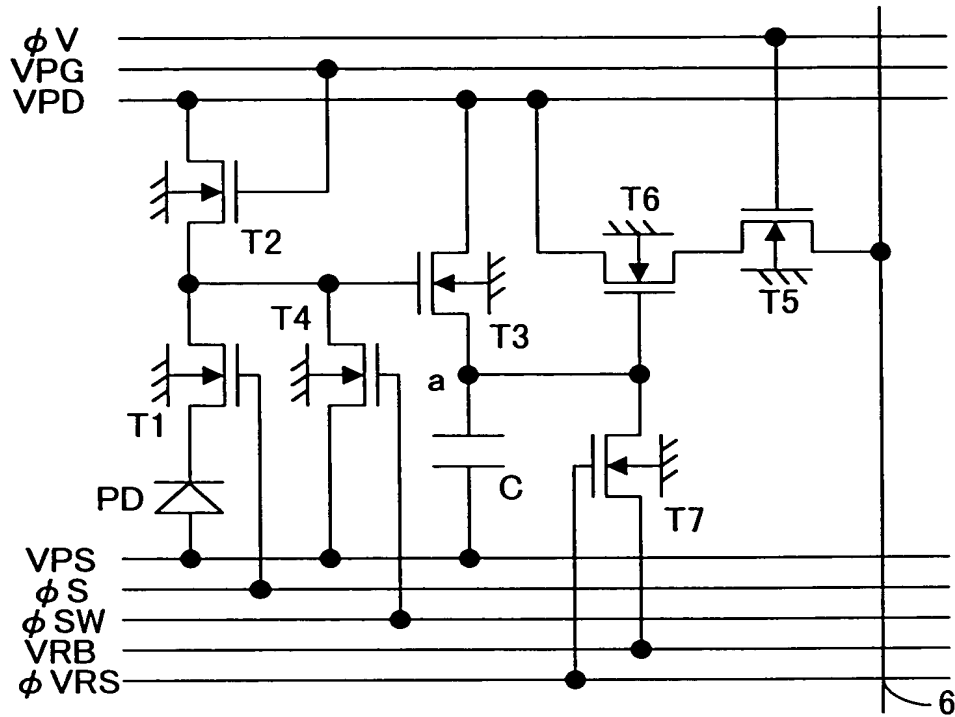 φV
VPG
VPD
T2
T6
T5
T4
T3
a
T1
C
PD
T7
VPS
φS
φSW
VRB
φVRS
6